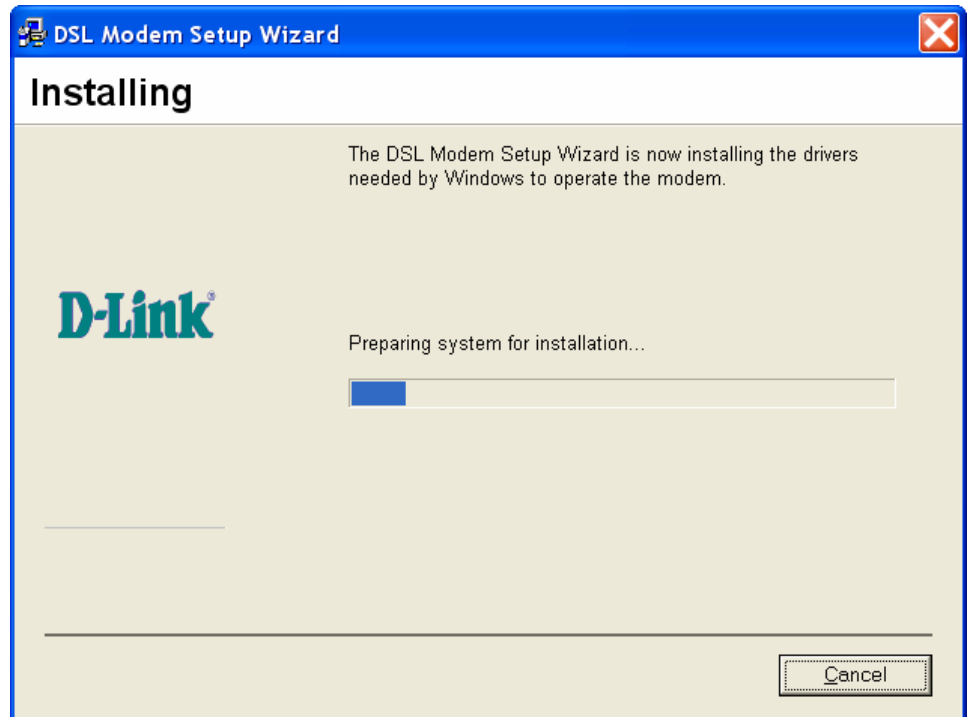 DSL Modem Setup Wizard
Installing
The DSL Modem Setup Wizard is now installing the drivers
needed by Windows to operate the modem.
D-Link®
Preparing system for installation...
Cancel